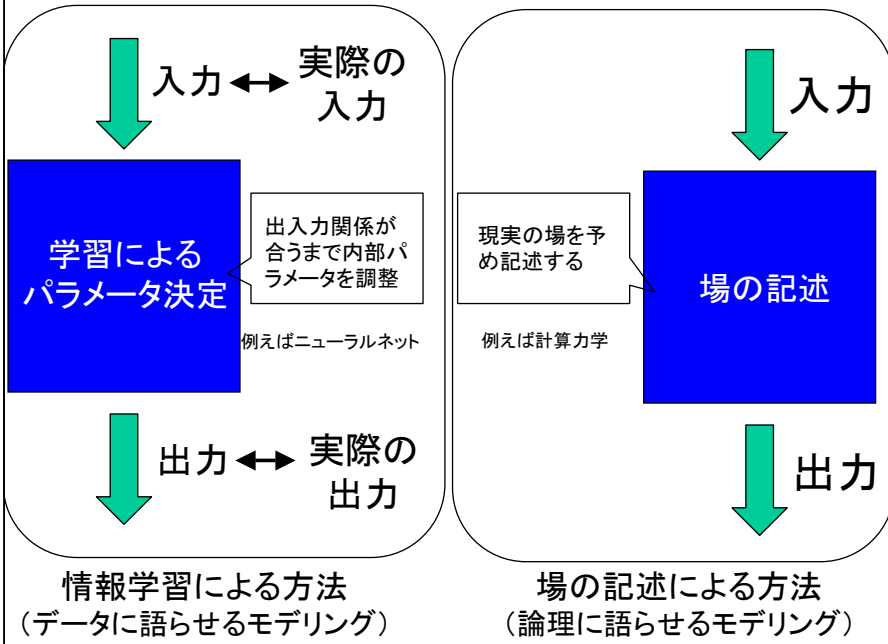 入力
実際の
入力
学習による
パラメータ決定
出入力関係が
合うまで内部パ
ラメータを調整
例えばニューラルネット
出力
実際の
出力
情報学習による方法
（データに語らせるモデリング）
入力
現実の場を予
め記述する
場の記述
例えば計算力学
出力
場の記述による方法
（論理に語らせるモデリング）